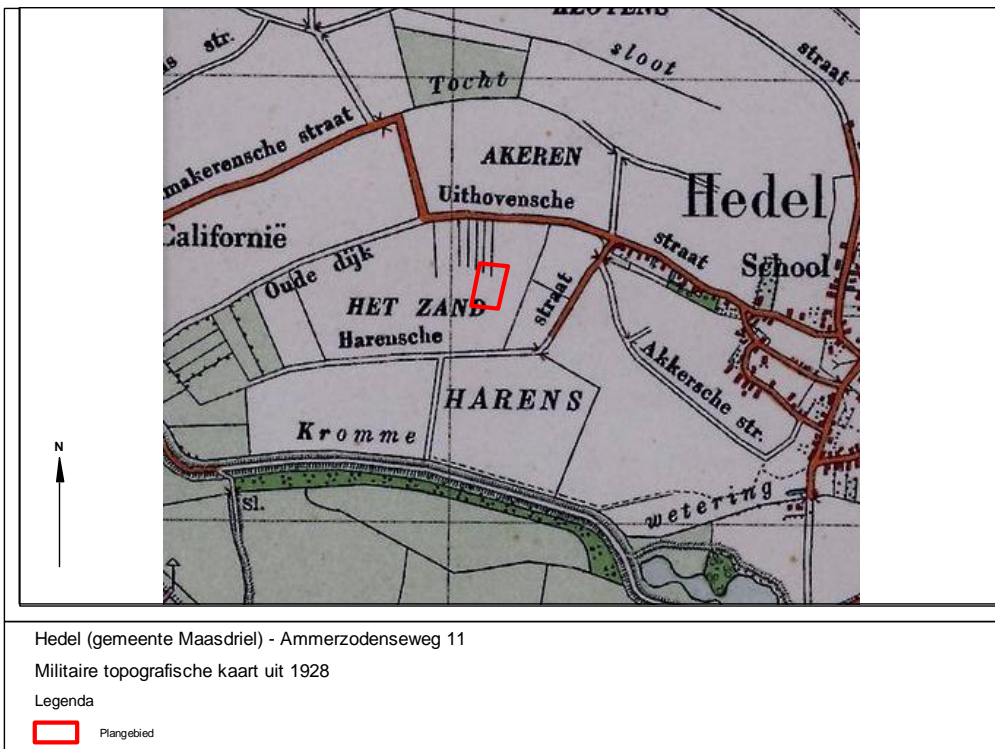 sloot
straat
str.
Tocht
makerensche straat
AKEREN
Uithovensche
Hedel
Californië
straat
School
Oude dijk
HET ZAND
straat
Harensche
Akkersche str.
HARENS
Kromme
wetering
Sl.
N
Hedel (gemeente Maasdriel) - Ammerzodenseweg 11
Militaire topografische kaart uit 1928
Legenda
Plangebied